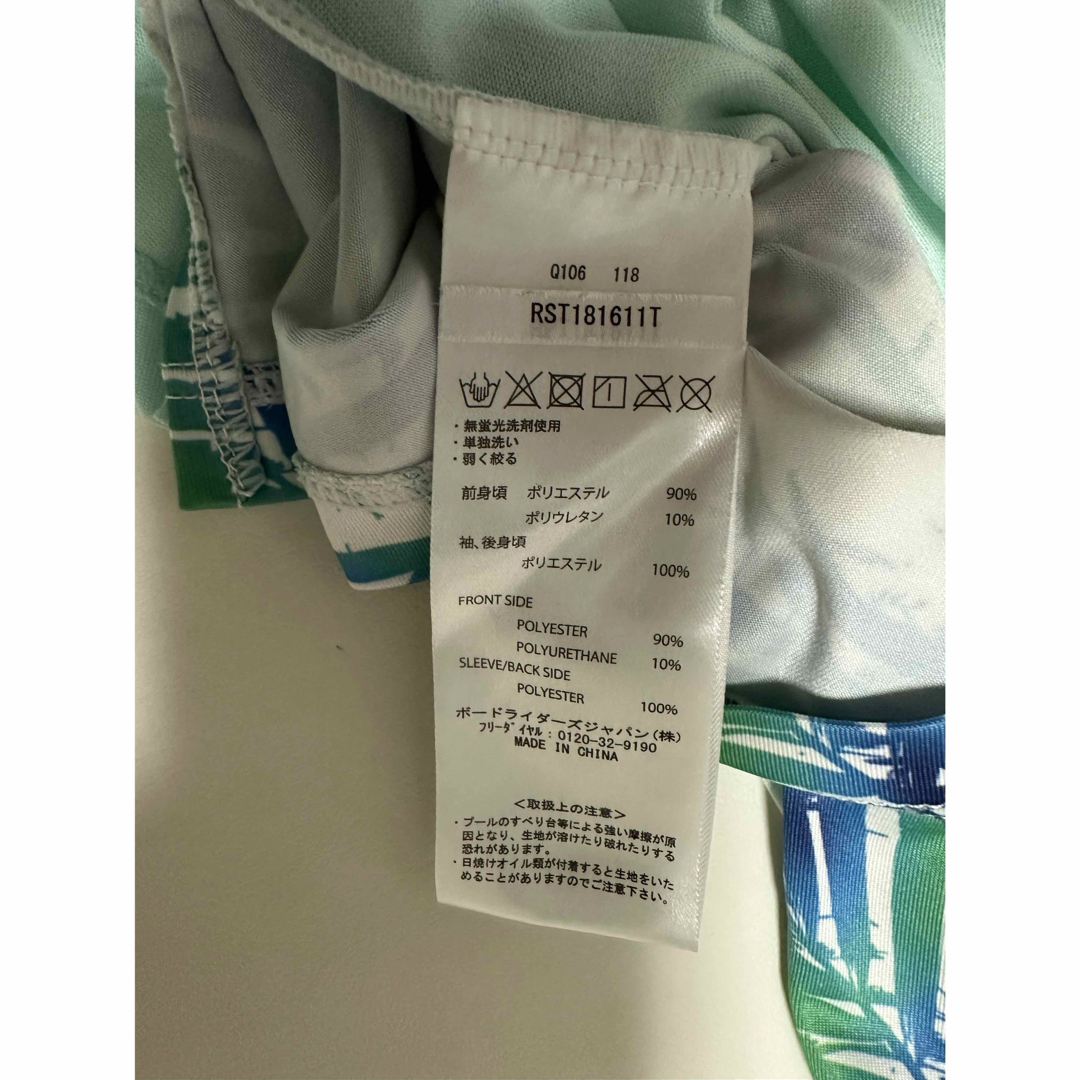 Q106 118
RST181611T
・無蛍光洗剤使用
・単独洗い
・弱く絞る
前身頃 ポリエステル 90%
ポリウレタン 10%
袖、後身頃
ポリエステル 100%
FRONT SIDE
POLYESTER 90%
POLYURETHANE 10%
SLEEVE/BACK SIDE
POLYESTER 100%
ボードライダーズジャパン(株)
フリーダイヤル:0120-32-9190
MADE IN CHINA
<取扱上の注意>
・プールのすべり台等による強い摩擦が原
因となり、生地が溶けたり破れたりする
恐れがあります。
・日焼けオイル類が付着すると生地をいた
めることがありますのでご注意下さい。